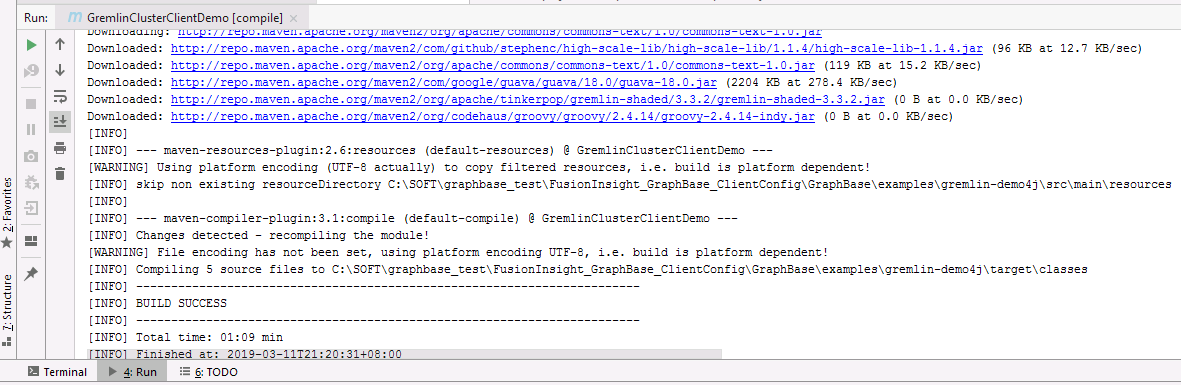 Run: GremlinClusterClientDemo [compile] ×
Downloading: http://repo.maven.apache.org/maven2/org/apache/commons/commons-text/1.0/commons-text-1.0.jar
Downloaded: http://repo.maven.apache.org/maven2/com/github/stephenc/high-scale-lib/high-scale-lib/1.1.4/high-scale-lib-1.1.4.jar (96 KB at 12.7 KB/sec)
Downloaded: http://repo.maven.apache.org/maven2/org/apache/commons/commons-text/1.0/commons-text-1.0.jar (119 KB at 15.2 KB/sec)
Downloaded: http://repo.maven.apache.org/maven2/com/google/guava/guava/18.0/guava-18.0.jar (2204 KB at 278.4 KB/sec)
Downloaded: http://repo.maven.apache.org/maven2/org/apache/tinkerpop/gremlin-shaded/3.3.2/gremlin-shaded-3.3.2.jar (0 B at 0.0 KB/sec)
Downloaded: http://repo.maven.apache.org/maven2/org/codehaus/groovy/groovy/2.4.14/groovy-2.4.14-indy.jar (0 B at 0.0 KB/sec)
[INFO]
[INFO] --- maven-resources-plugin:2.6:resources (default-resources) @ GremlinClusterClientDemo ---
[WARNING] Using platform encoding (UTF-8 actually) to copy filtered resources, i.e. build is platform dependent!
[INFO] skip non existing resourceDirectory C:\SOFT\graphbase_test\FusionInsight_GraphBase_ClientConfig\GraphBase\examples\gremlin-demo4j\src\main\resources
[INFO]
[INFO] --- maven-compiler-plugin:3.1:compile (default-compile) @ GremlinClusterClientDemo ---
[INFO] Changes detected - recompiling the module!
[WARNING] File encoding has not been set, using platform encoding UTF-8, i.e. build is platform dependent!
[INFO] Compiling 5 source files to C:\SOFT\graphbase_test\FusionInsight_GraphBase_ClientConfig\GraphBase\examples\gremlin-demo4j\target\classes
[INFO] ------------------------------------------------------------------------
[INFO] BUILD SUCCESS
[INFO] ------------------------------------------------------------------------
[INFO] Total time: 01:09 min
[INFO] Finished at: 2019-03-11T21:20:31+08:00
2: Favorites
7: Structure
Terminal 4: Run 6: TODO